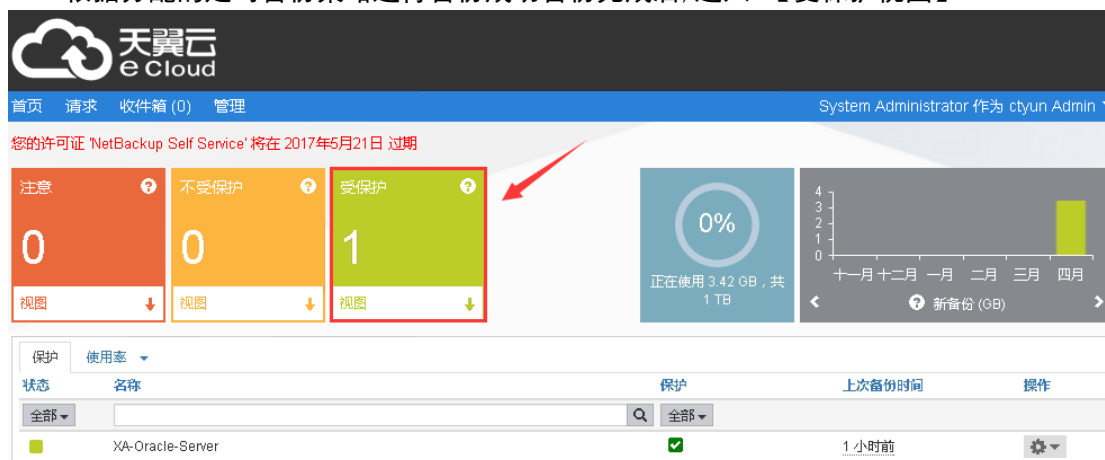 天翼云
e Cloud
首页 请求 收件箱 (0) 管理 System Administrator 作为 ctyun Admin
您的许可证 'NetBackup Self Service' 将在 2017年5月21日 过期
注意 ? 不受保护 ? 受保护 ?
0 0 1
视图 视图 视图
0%
正在使用 3.42 GB，共
1 TB
4
3
2
1
0
十一月 十二月 一月 二月 三月 四月
? 新备份 (GB)
保护 使用率
状态 名称 保护 上次备份时间 操作
全部 全部
XA-Oracle-Server 1 小时前